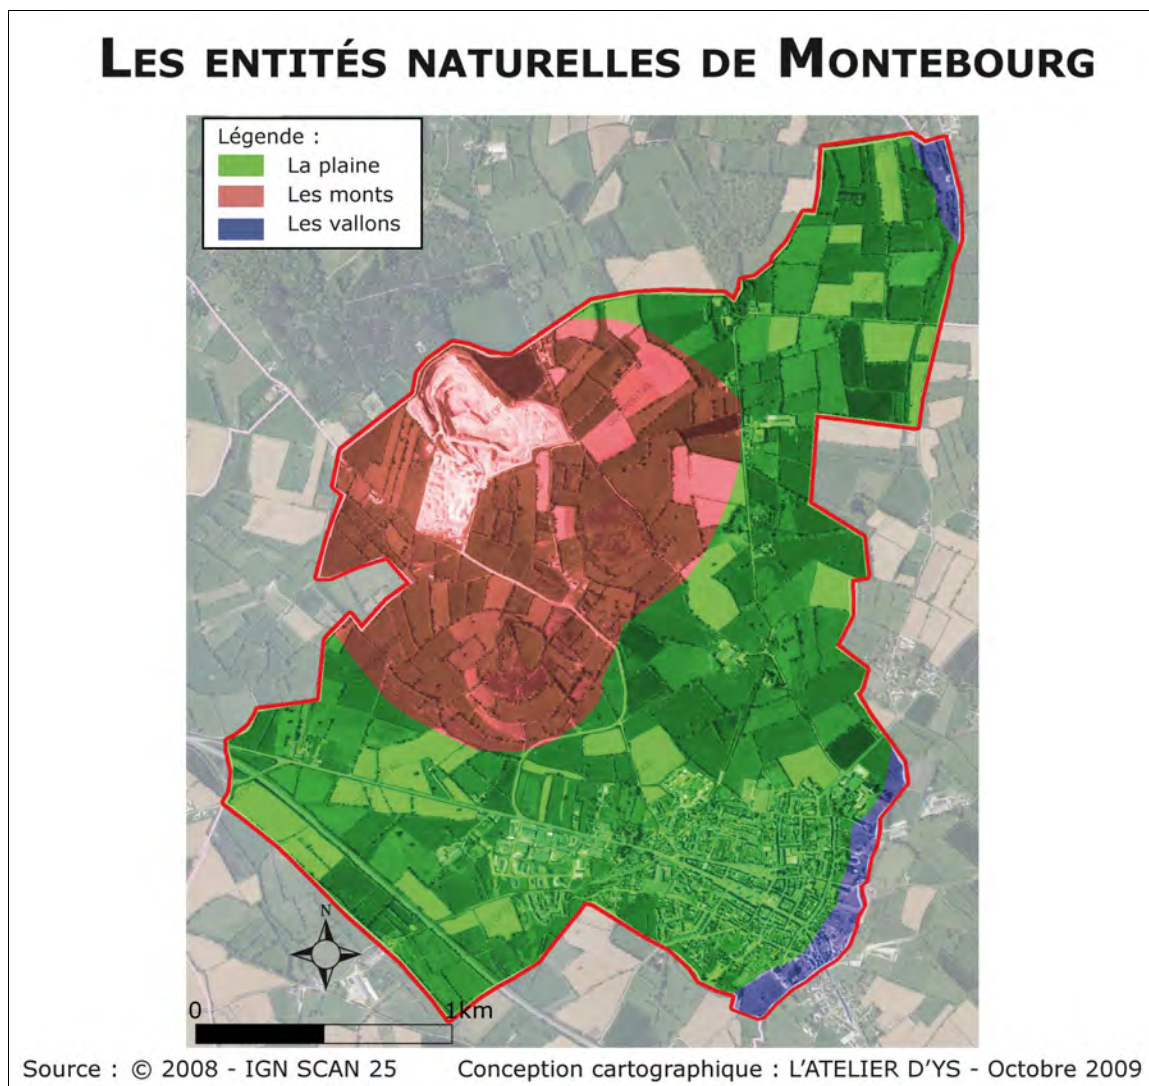 LES ENTITÉS NATURELLES DE MONTEBOURG
Légende :
La plaine
Les monts
Les vallons
N
0 1km
Source : © 2008 - IGN SCAN 25 Conception cartographique : L'ATELIER D'YS - Octobre 2009